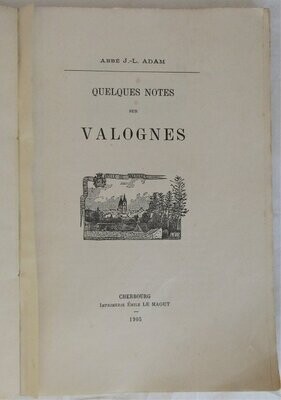 ABBÉ J.-L. ADAM
QUELQUES NOTES
SUR
VALOGNES
CHERBOURG
IMPRIMERIE ÉMILE LE MAOUT
1905